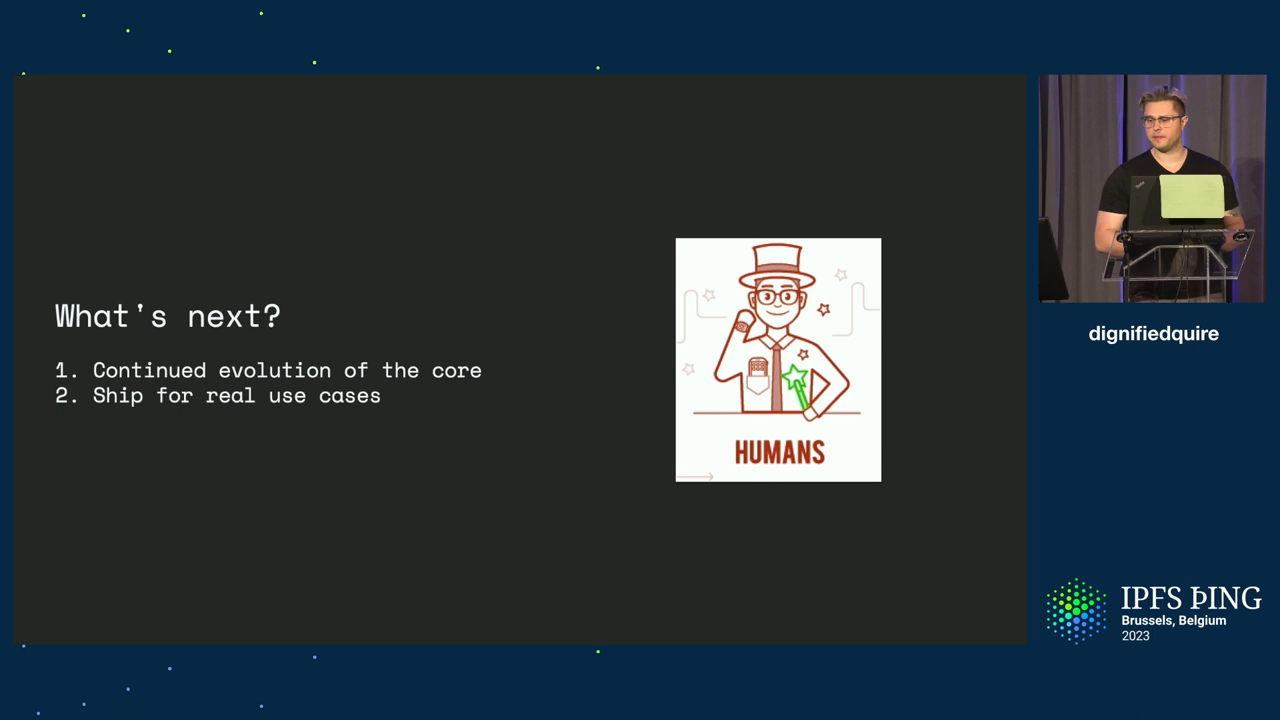 What's next?
1. Continued evolution of the core
2. Ship for real use cases
HUMANS
dignifiedquire
IPFS ÞING
Brussels, Belgium
2023